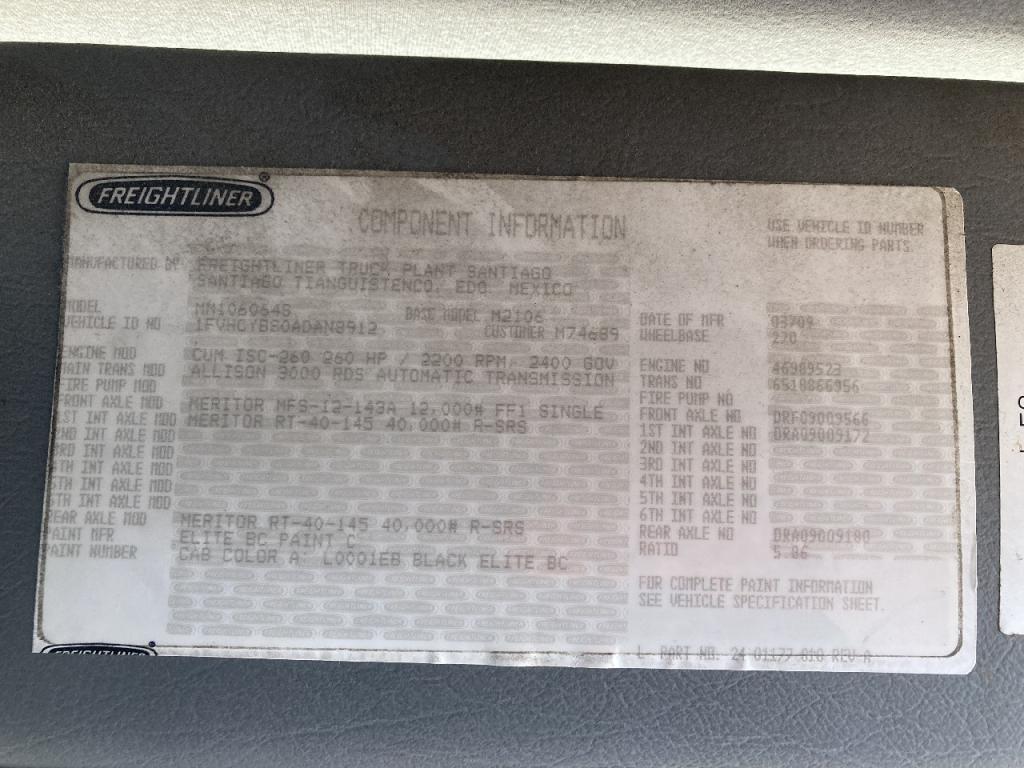 FREIGHTLINER®
COMPONENT INFORMATION
USE VEHICLE ID NUMBER
WHEN ORDERING PARTS.
MANUFACTURED BY FREIGHTLINER TRUCK PLANT SANTIAGO
SANTIAGO TIANGUISTENCO, EDO. MEXICO
MODEL MM106064S BASE MODEL M2106 DATE OF MFR 03/09
VEHICLE ID NO CUSTOMER M74689 WHEELBASE 270
ENGINE MOD CUM ISC-260 260 HP / 2200 RPM, 2400 GOV ENGINE NO 46989523
MAIN TRANS MOD ALLISON 3000 RDS AUTOMATIC TRANSMISSION TRANS NO 6510866956
FIRE PUMP MOD FIRE PUMP NO
FRONT AXLE MOD MERITOR MFS-12-143A 12,000# FF1 SINGLE FRONT AXLE NO DRF09003566
1ST INT AXLE MOD MERITOR RT-40-145 40,000# R-SRS 1ST INT AXLE NO DRA09009172
2ND INT AXLE MOD 2ND INT AXLE NO
3RD INT AXLE MOD 3RD INT AXLE NO
4TH INT AXLE MOD 4TH INT AXLE NO
5TH INT AXLE MOD 5TH INT AXLE NO
6TH INT AXLE MOD 6TH INT AXLE NO
REAR AXLE MOD MERITOR RT-40-145 40,000# R-SRS REAR AXLE NO DRA09009180
PAINT MFR ELITE BC PAINT C RATIO 5.86
PAINT NUMBER CAB COLOR A: L0001EB BLACK ELITE BC
FOR COMPLETE PAINT INFORMATION
SEE VEHICLE SPECIFICATION SHEET.
PART NO. 24-01177-010 REV A
FREIGHTLINER